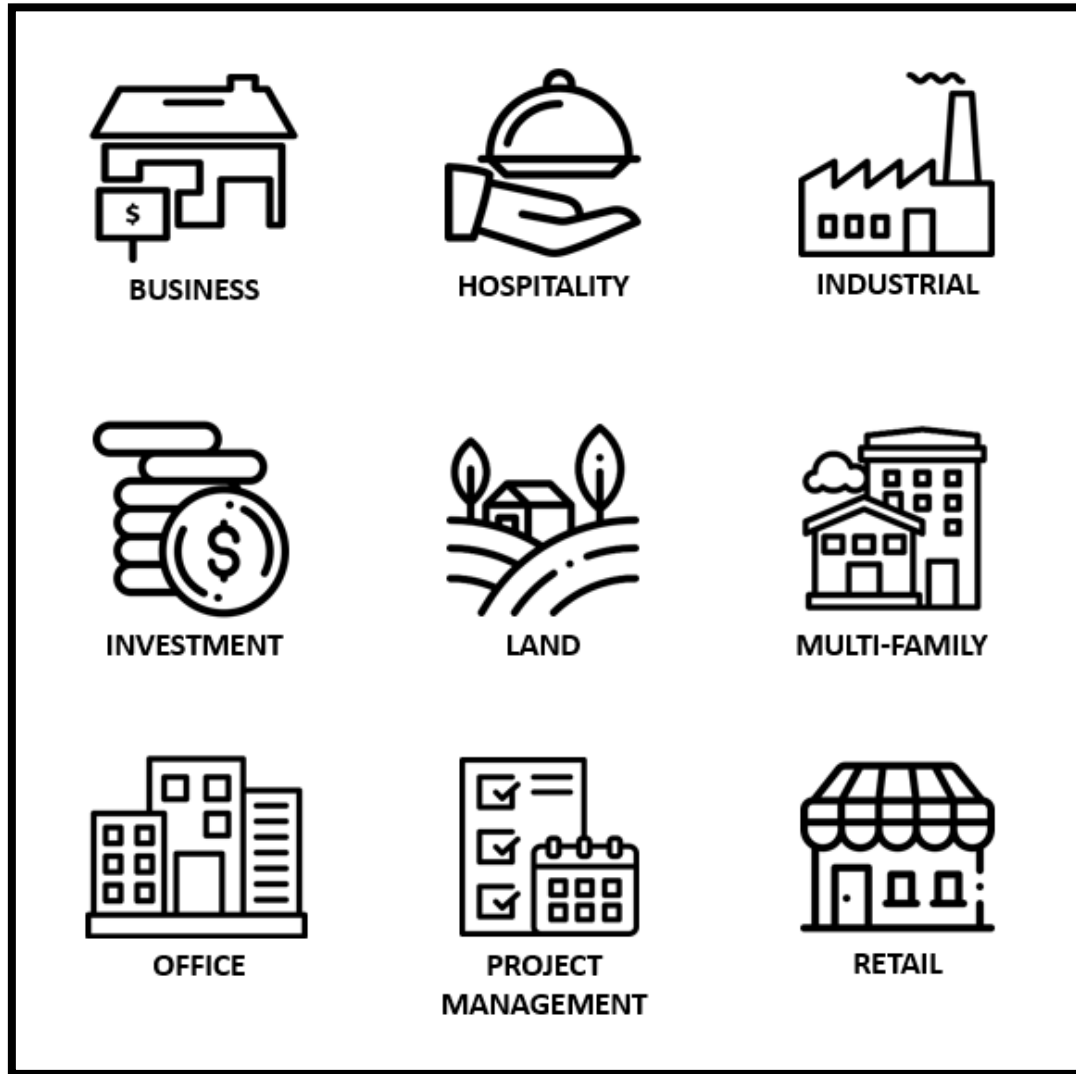 $
BUSINESS
HOSPITALITY
INDUSTRIAL
$
INVESTMENT
LAND
MULTI-FAMILY
OFFICE
PROJECT
MANAGEMENT
RETAIL